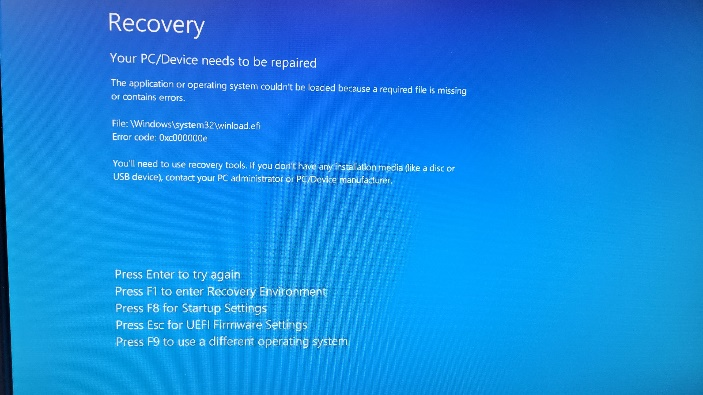 Recovery
Your PC/Device needs to be repaired
The application or operating system couldn't be loaded because a required file is missing
or contains errors.
File: \Windows\system32\winload.efi
Error code: 0xc000000e
You'll need to use recovery tools. If you don't have any installation media (like a disc or
USB device), contact your PC administrator or PC/Device manufacturer.
Press Enter to try again
Press F1 to enter Recovery Environment
Press F8 for Startup Settings
Press Esc for UEFI Firmware Settings
Press F9 to use a different operating system